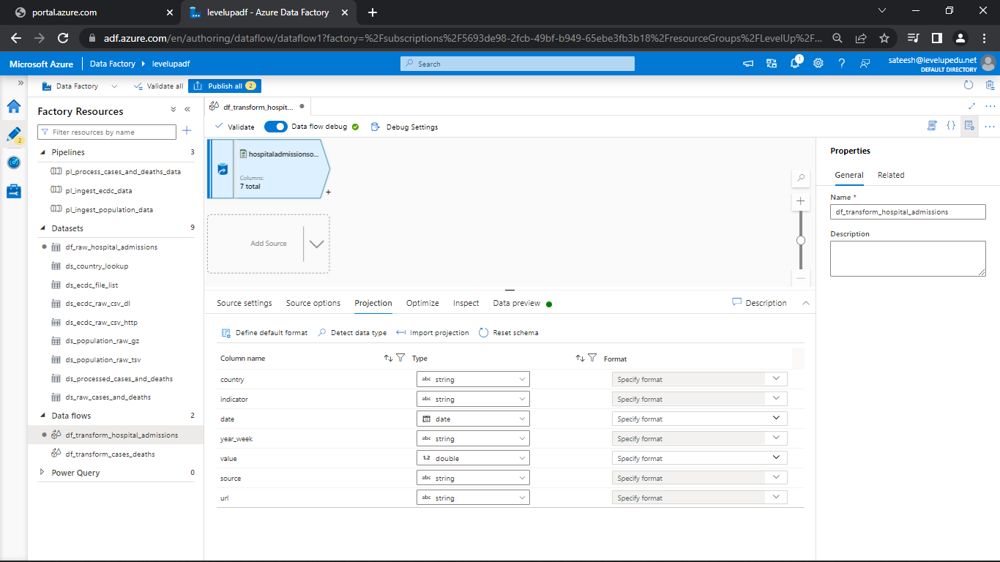 portal.azure.com
levelupadf - Azure Data Factory
adf.azure.com/en/authoring/dataflow/dataflow1?factory=%2Fsubscriptions%2F5693de98-2fcb-49bf-b949-65ebe3fb3b18%2FresourceGroups%2FLevelUp%2F...
Microsoft Azure
Data Factory
levelupadf
Search
1
sateesh@levelupedu.net
DEFAULT DIRECTORY
Data Factory
Validate all
Publish all
2
2
Factory Resources
Filter resources by name
Pipelines
3
pl_process_cases_and_deaths_data
pl_ingest_ecdc_data
pl_ingest_population_data
Datasets
9
df_raw_hospital_admissions
ds_country_lookup
ds_ecdc_file_list
ds_ecdc_raw_csv_dl
ds_ecdc_raw_csv_http
ds_population_raw_gz
ds_population_raw_tsv
ds_processed_cases_and_deaths
ds_raw_cases_and_deaths
Data flows
2
df_transform_hospital_admissions
df_transform_cases_deaths
Power Query
0
df_transform_hospit...
Validate
Data flow debug
Debug Settings
hospitaladmissionso...
Columns:
7 total
Add Source
Source settings
Source options
Projection
Optimize
Inspect
Data preview
Description
Define default format
Detect data type
Import projection
Reset schema
Column name
Type
Format
country
abc string
Specify format
indicator
abc string
Specify format
date
date
Specify format
year_week
abc string
Specify format
value
1.2 double
Specify format
source
abc string
Specify format
url
abc string
Specify format
Properties
General
Related
Name *
df_transform_hospital_admissions
Description